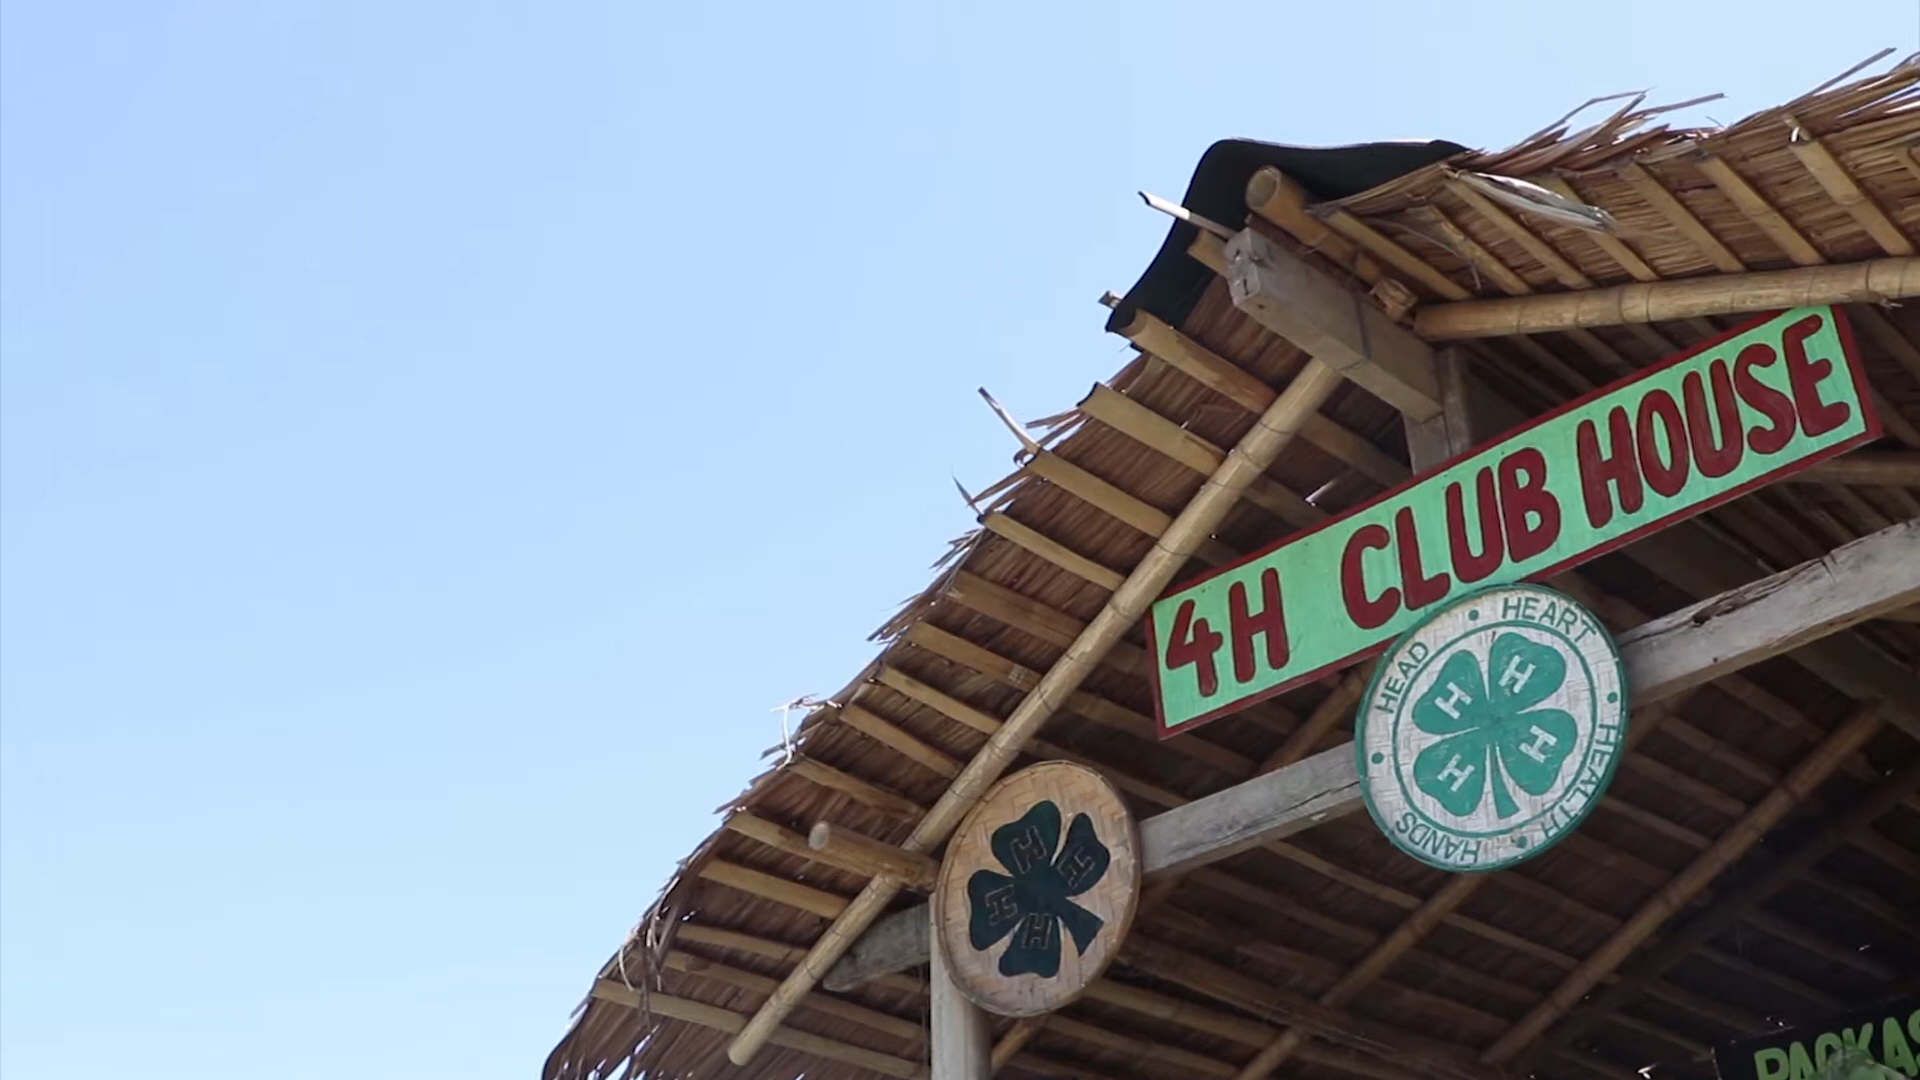 4H CLUB HOUSE
HEAD • HEART • HEALTH • HANDS •
H H
H H
H H
H H